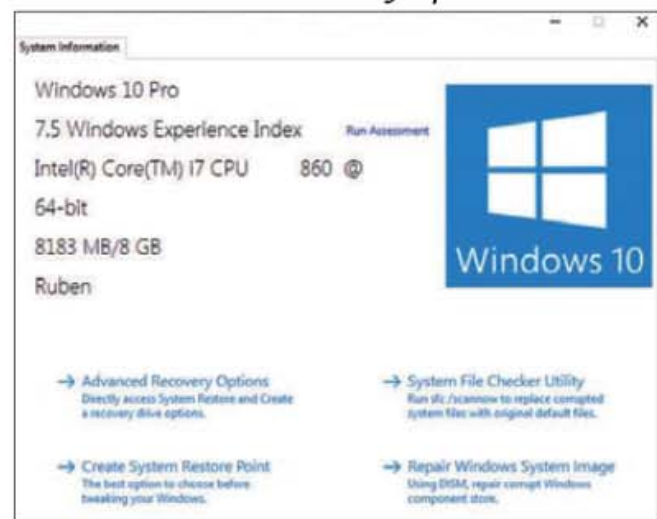 System Information
Windows 10 Pro
7.5 Windows Experience Index Run Assessment
Intel(R) Core(TM) i7 CPU 860 @
64-bit
8183 MB/8 GB
Ruben
Windows 10
→ Advanced Recovery Options
Directly access System Restore and Create
a recovery drive options.
→ System File Checker Utility
Run sfc /scannow to replace corrupted
system files with original default files.
→ Create System Restore Point
The best option to choose before
tweaking your Windows.
→ Repair Windows System Image
Using DISM, repair corrupt Windows
component store.